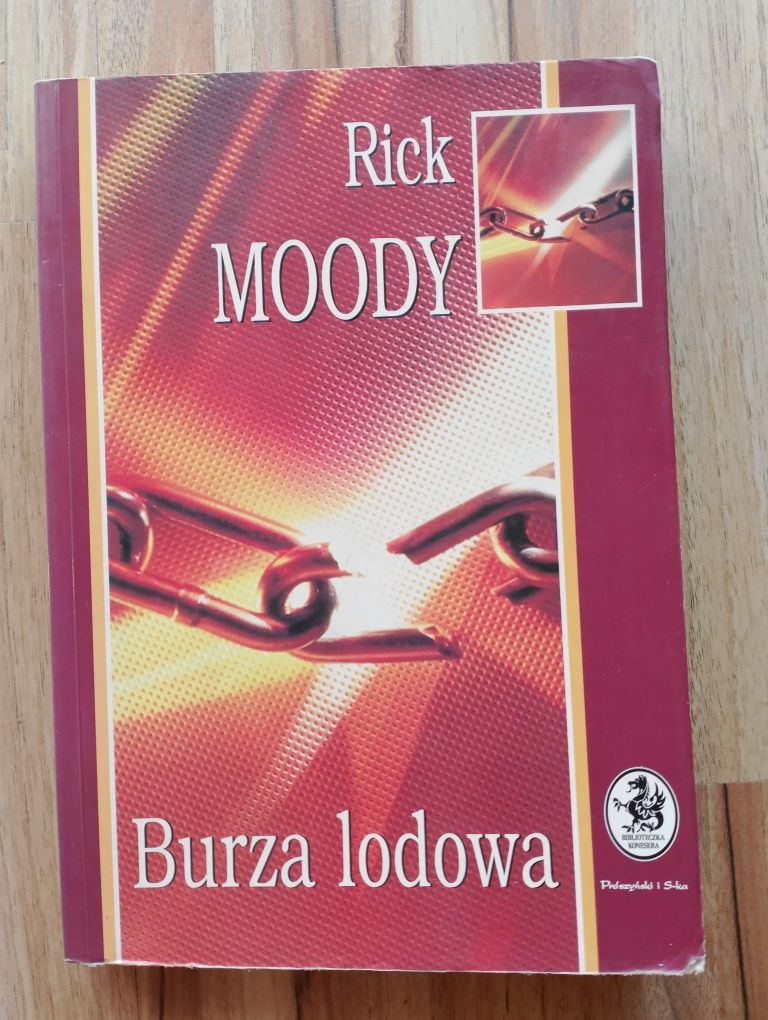 Rick
MOODY
Burza lodowa
BIBLIOTECZKA
KONESERA
Prószyński i S-ka